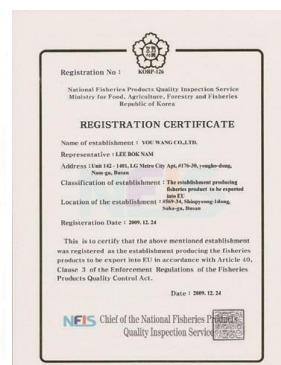 Registration No : KORP-126
National Fisheries Products Quality Inspection Service
Ministry for Food, Agriculture, Forestry and Fisheries
Republic of Korea
REGISTRATION CERTIFICATE
Name of establishment : YOU WANG CO.,LTD.
Representative : LEE BOK NAM
Address : Unit 142 - 1401, LG Metro City Apt, #176-30, yongho-dong,
Nam-gu, Busan
Classification of establishment : The establishment producing
fisheries product to be exported
into EU
Location of the establishment : #569-34, Shinpyeong-1dong,
Saha-gu, Busan
Registeration Date : 2009. 12. 24
This is to certify that the above mentioned establishment
was registered as the establishment producing the fisheries
products to be export into EU in accordance with Article 40,
Clause 3 of the Enforcement Regulations of the Fisheries
Products Quality Control Act.
Date : 2009. 12. 24
NFIS Chief of the National Fisheries Products
Quality Inspection Service